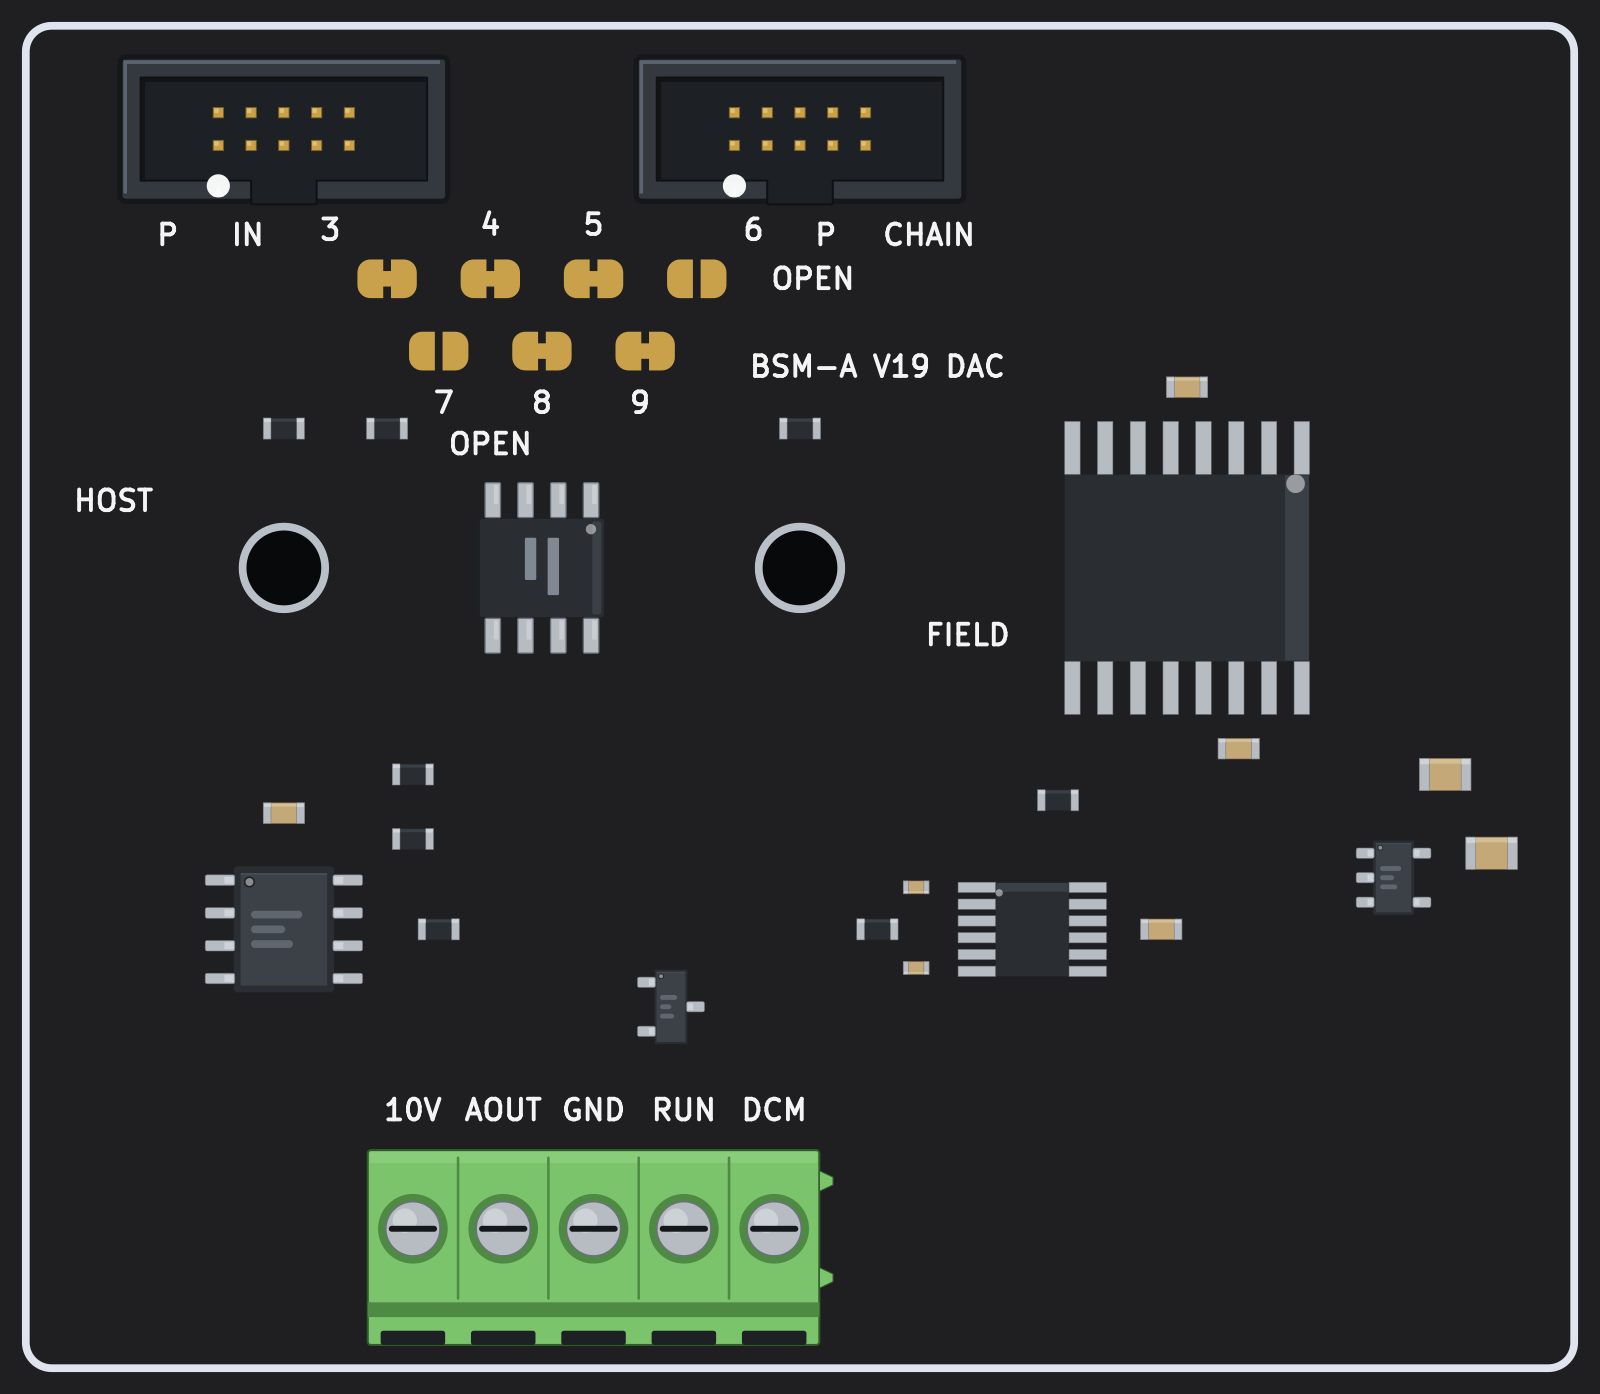 P IN 3 4 5 6 P CHAIN
OPEN
BSM-A V19 DAC
7 8 9
OPEN
HOST
FIELD
10V AOUT GND RUN DCM